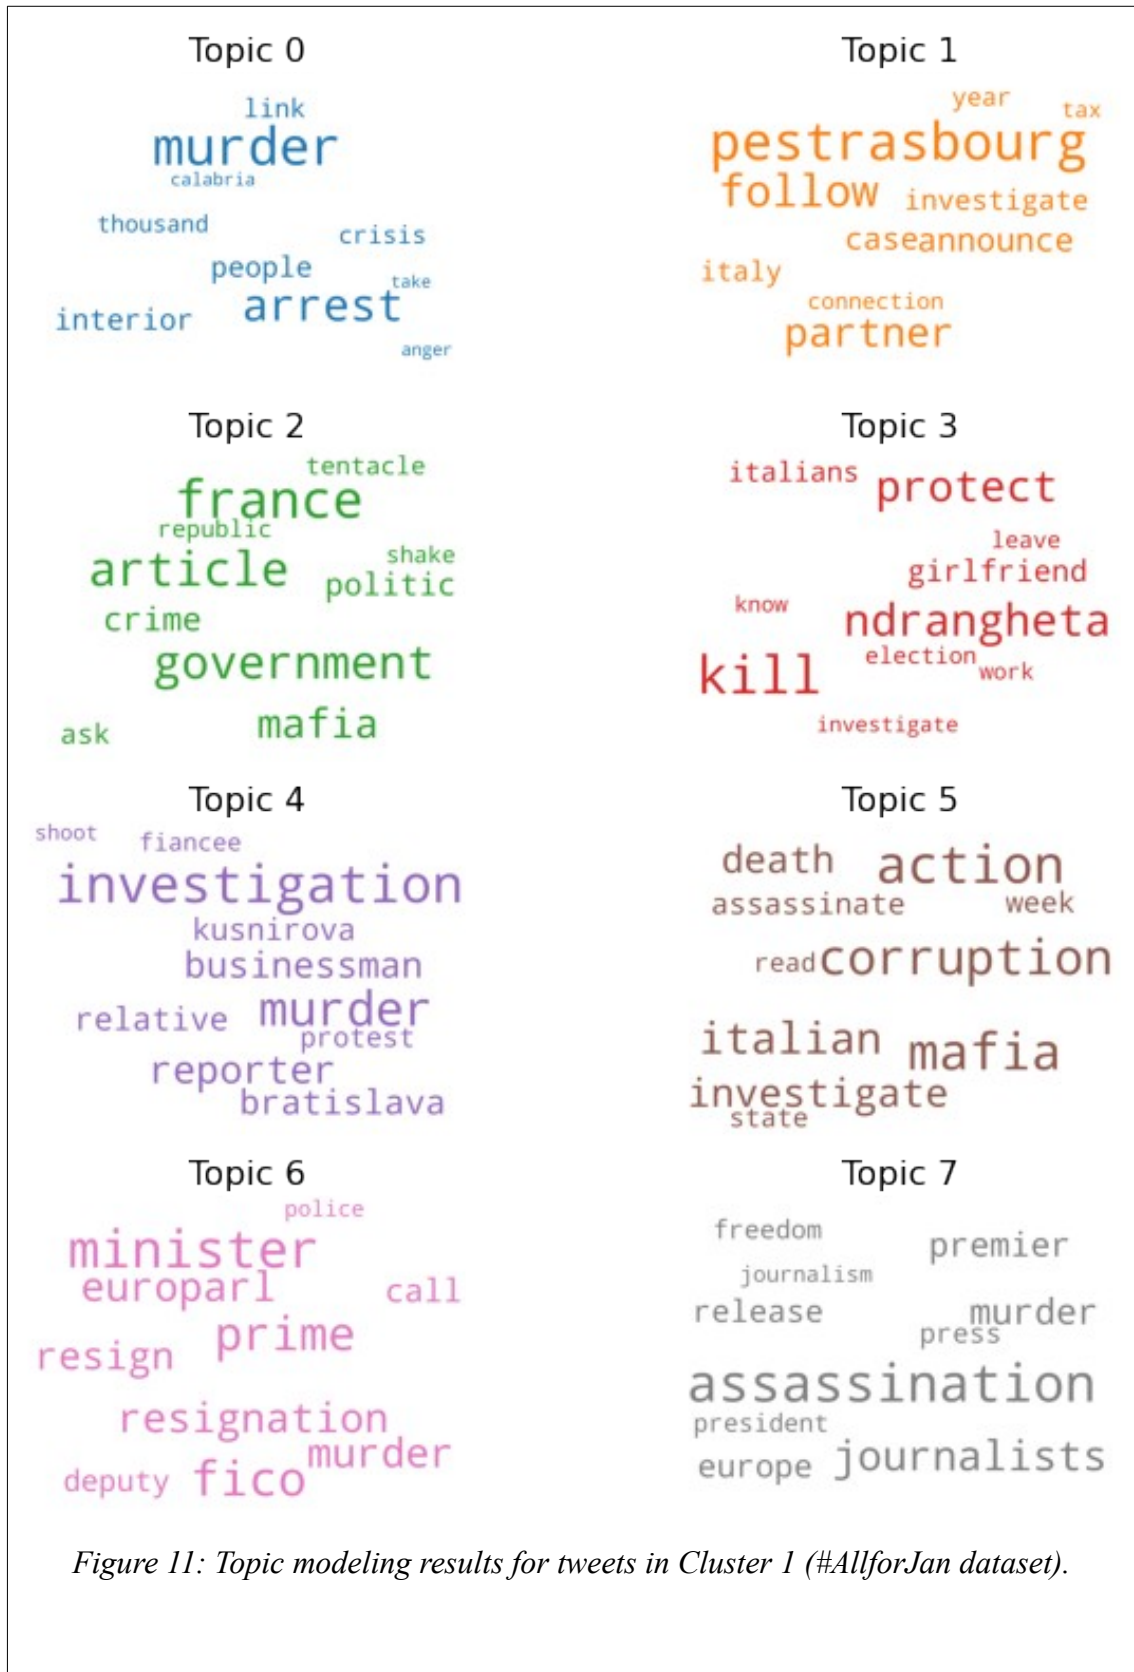 Topic 0
link
murder
calabria
thousand
crisis
people
take
arrest
interior
anger
Topic 1
year
tax
pestrasbourg
follow investigate
caseannounce
italy
connection
partner
Topic 2
tentacle
france
republic
shake
article
politic
crime
government
mafia
ask
Topic 3
italians protect
leave
girlfriend
know
ndrangheta
election
kill work
investigate
Topic 4
shoot fiancee
investigation
kusnirova
businessman
relative murder
protest
reporter
bratislava
Topic 5
death action
assassinate week
read corruption
italian mafia
investigate
state
Topic 6
police
minister
europarl call
prime
resign
resignation
murder
deputy fico
Topic 7
freedom premier
journalism
release murder
press
assassination
president
europe journalists
Figure 11: Topic modeling results for tweets in Cluster 1 (#AllforJan dataset).